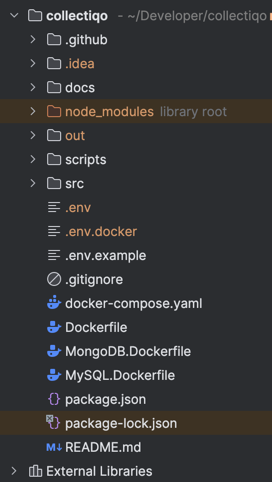 collectiqo – ~/Developer/collectiqo
.github
.idea
docs
node_modules library root
out
scripts
src
.env
.env.docker
.env.example
.gitignore
docker-compose.yaml
Dockerfile
MongoDB.Dockerfile
MySQL.Dockerfile
package.json
package-lock.json
M↓ README.md
External Libraries